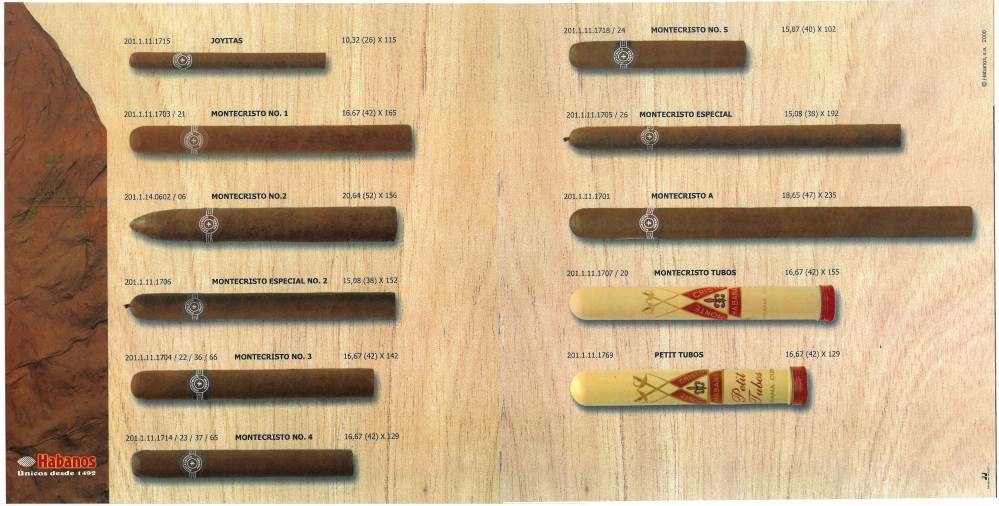 201.1.11.1715 JOYITAS 10,32 (26) X 115
201.1.11.1703 / 21 MONTECRISTO NO. 1 16.67 (42) X 165
201.1.14.0602 / 06 MONTECRISTO NO.2 20,64 (52) X 156
201.1.11.1706 MONTECRISTO ESPECIAL NO. 2 15,08 (38) X 152
201.1.11.1704 / 22 / 36 / 66 MONTECRISTO NO. 3 16,67 (42) X 142
201.1.11.1714 / 23 / 37 / 65 MONTECRISTO NO. 4 16,67 (42) X 129
Habanos
Únicos desde 1492
201.1.11.1718 / 24 MONTECRISTO NO. 5 15,87 (40) X 102
201.1.11.1705 / 26 MONTECRISTO ESPECIAL 15,08 (38) X 192
201.1.11.1701 MONTECRISTO A 18,65 (47) X 235
201.1.11.1707 / 20 MONTECRISTO TUBOS 16,67 (42) X 155
MONTE
HABANA
201.1.11.1769 PETIT TUBOS 16,67 (42) X 129
HABANA
Petit
Tubos
© Habanos, s.a. 2000